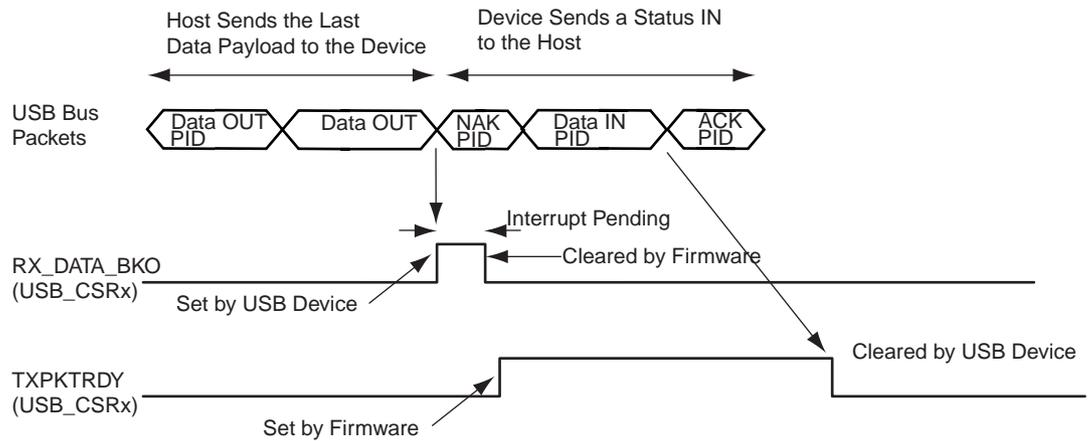 Host Sends the Last
Data Payload to the Device
Device Sends a Status IN
to the Host
USB Bus
Packets
Data OUT
PID
Data OUT
NAK
PID
Data IN
PID
ACK
PID
Interrupt Pending
Cleared by Firmware
RX_DATA_BKO
(USB_CSRx)
Set by USB Device
Cleared by USB Device
TXPKTRDY
(USB_CSRx)
Set by Firmware